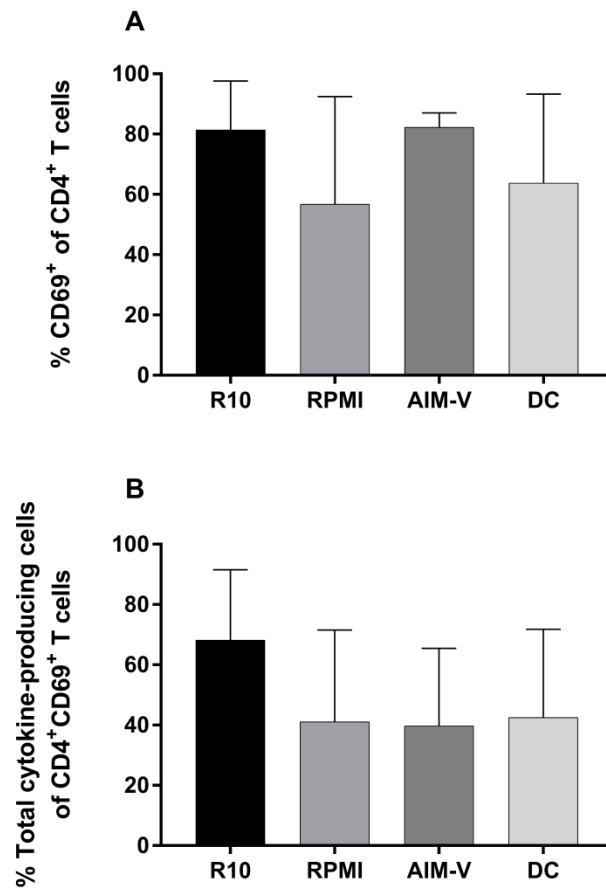 A
% CD69⁺ of CD4⁺ T cells
100
80
60
40
20
0
R10 RPMI AIM-V DC
B
% Total cytokine-producing cells
of CD4⁺CD69⁺ T cells
100
80
60
40
20
0
R10 RPMI AIM-V DC